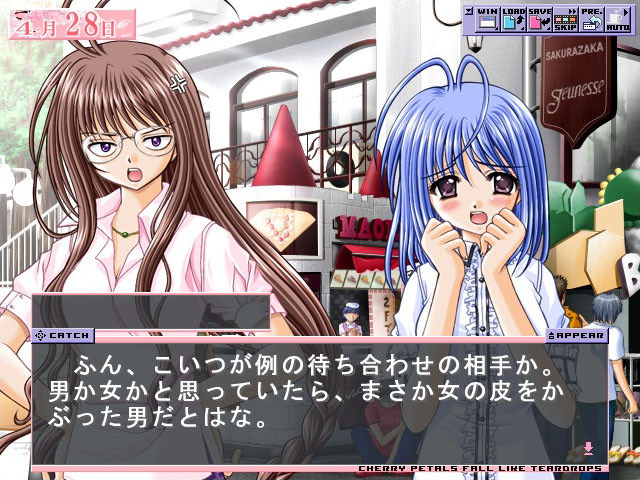 4月28日
WIN LOAD SAVE SKIP PRE. AUTO
SAKURAZAKA
Jeunesse
CATCH
APPEAR
ふん、こいつが例の待ち合わせの相手か。
男か女かと思っていたら、まさか女の皮をか
ぶった男だとはな。
CHERRY PETALS FALL LIKE TEARDROPS